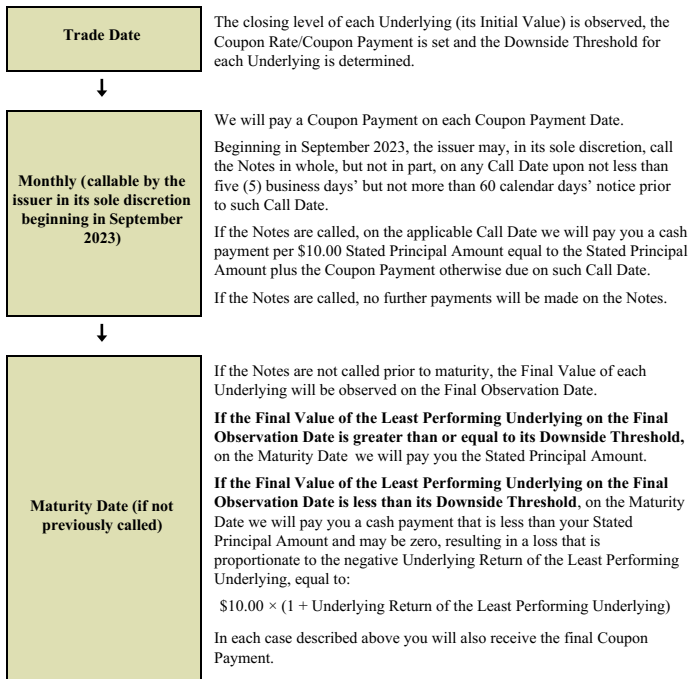 Trade Date
The closing level of each Underlying (its Initial Value) is observed, the
Coupon Rate/Coupon Payment is set and the Downside Threshold for
each Underlying is determined.
Monthly (callable by the
issuer in its sole discretion
beginning in September
2023)
We will pay a Coupon Payment on each Coupon Payment Date.
Beginning in September 2023, the issuer may, in its sole discretion, call
the Notes in whole, but not in part, on any Call Date upon not less than
five (5) business days’ but not more than 60 calendar days’ notice prior
to such Call Date.
If the Notes are called, on the applicable Call Date we will pay you a cash
payment per $10.00 Stated Principal Amount equal to the Stated Principal
Amount plus the Coupon Payment otherwise due on such Call Date.
If the Notes are called, no further payments will be made on the Notes.
Maturity Date (if not
previously called)
If the Notes are not called prior to maturity, the Final Value of each
Underlying will be observed on the Final Observation Date.
If the Final Value of the Least Performing Underlying on the Final
Observation Date is greater than or equal to its Downside Threshold,
on the Maturity Date we will pay you the Stated Principal Amount.
If the Final Value of the Least Performing Underlying on the Final
Observation Date is less than its Downside Threshold, on the Maturity
Date we will pay you a cash payment that is less than your Stated
Principal Amount and may be zero, resulting in a loss that is
proportionate to the negative Underlying Return of the Least Performing
Underlying, equal to:
$10.00 × (1 + Underlying Return of the Least Performing Underlying)
In each case described above you will also receive the final Coupon
Payment.